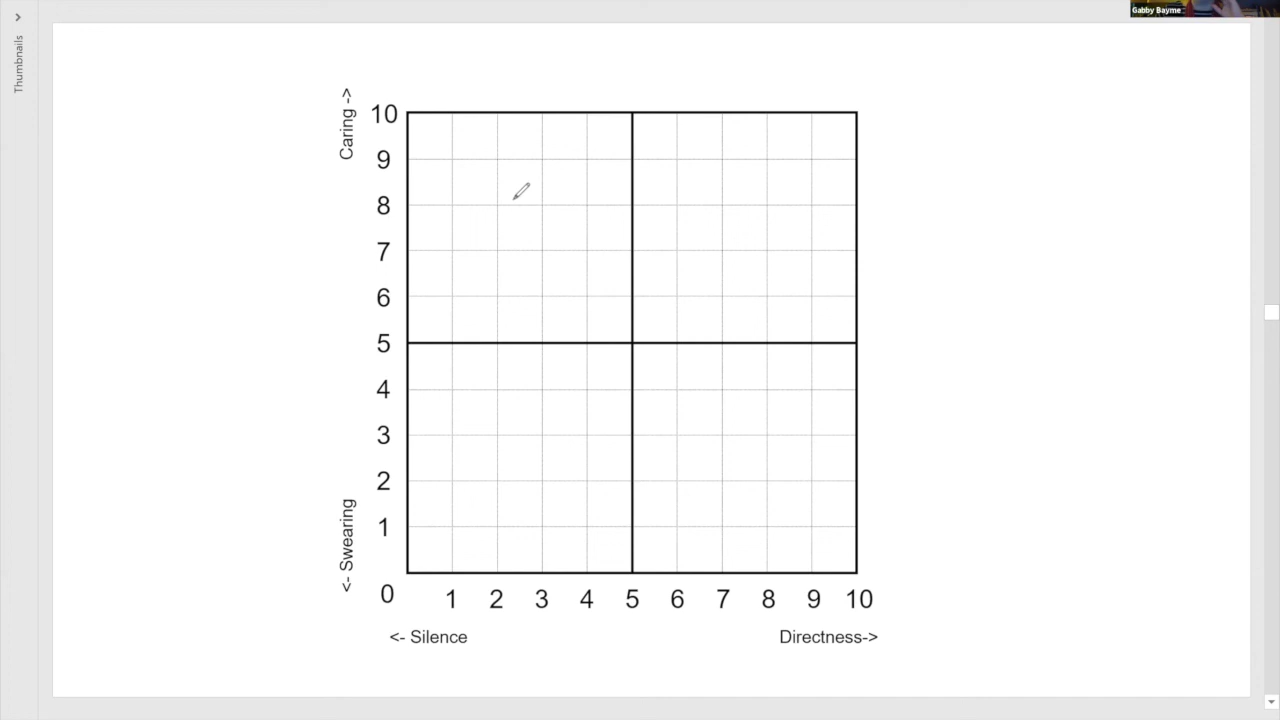 Gabby Bayme
Thumbnails
Caring ->
10
9
8
7
6
5
4
3
2
1
<- Swearing
0
1 2 3 4 5 6 7 8 9 10
<- Silence
Directness->